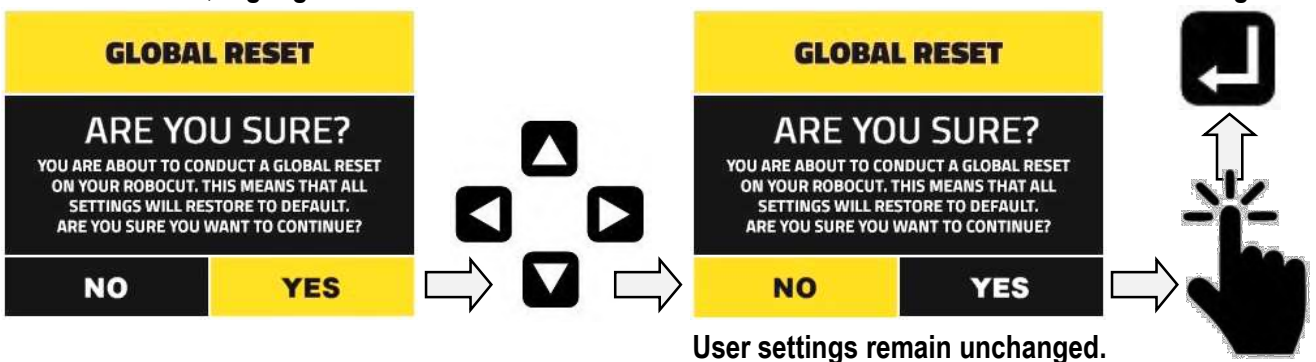 GLOBAL RESET
ARE YOU SURE?
YOU ARE ABOUT TO CONDUCT A GLOBAL RESET
ON YOUR ROBOCUT. THIS MEANS THAT ALL
SETTINGS WILL RESTORE TO DEFAULT.
ARE YOU SURE YOU WANT TO CONTINUE?
NO YES
GLOBAL RESET
ARE YOU SURE?
YOU ARE ABOUT TO CONDUCT A GLOBAL RESET
ON YOUR ROBOCUT. THIS MEANS THAT ALL
SETTINGS WILL RESTORE TO DEFAULT.
ARE YOU SURE YOU WANT TO CONTINUE?
NO YES
User settings remain unchanged.